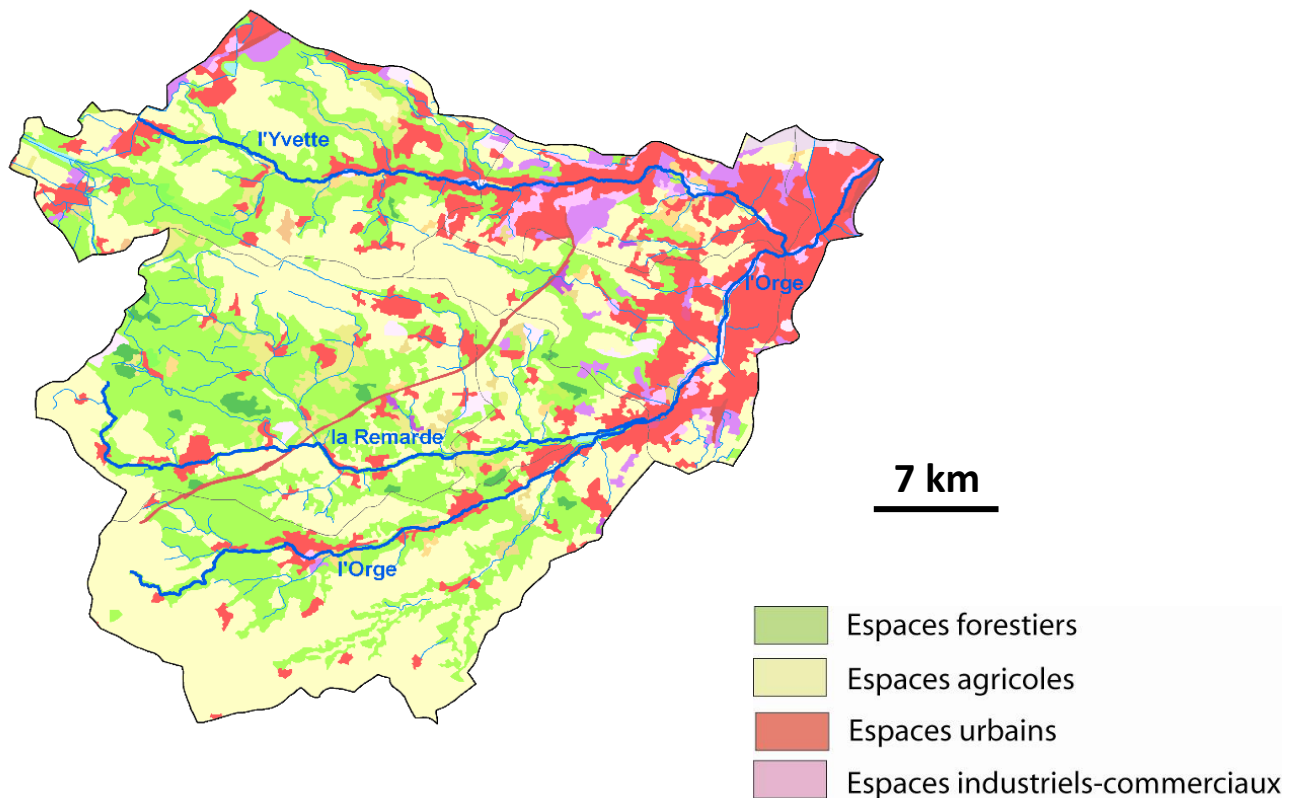 l'Yvette
l'Orge
la Remarde
7 km
l'Orge
Espaces forestiers
Espaces agricoles
Espaces urbains
Espaces industriels-commerciaux